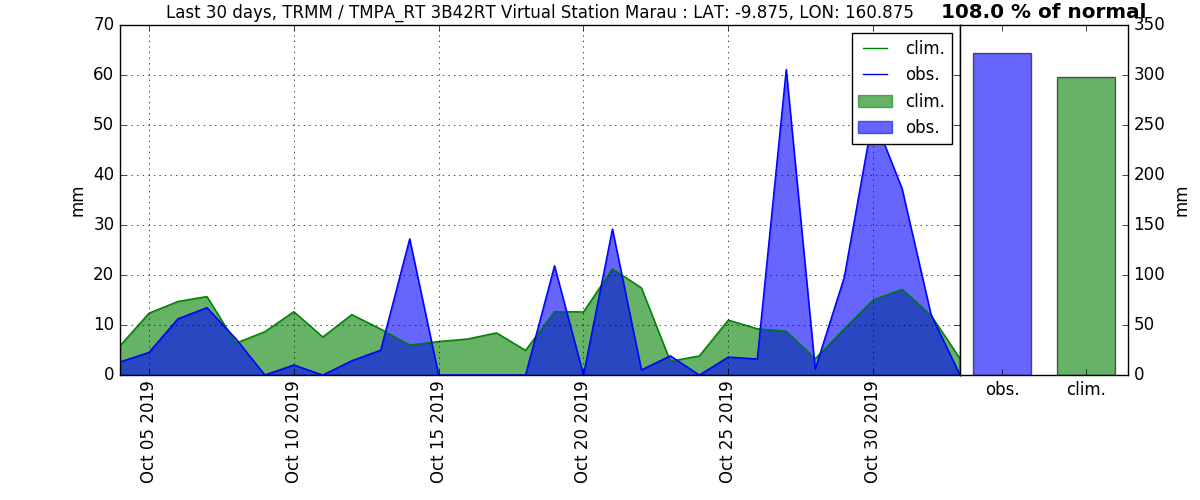 Last 30 days, TRMM / TMPA_RT 3B42RT Virtual Station Marau : LAT: -9.875, LON: 160.875
108.0 % of normal
70
60
50
40
30
20
10
0
mm
clim.
obs.
clim.
obs.
Oct 05 2019
Oct 10 2019
Oct 15 2019
Oct 20 2019
Oct 25 2019
Oct 30 2019
350
300
250
200
150
100
50
0
mm
obs.
clim.